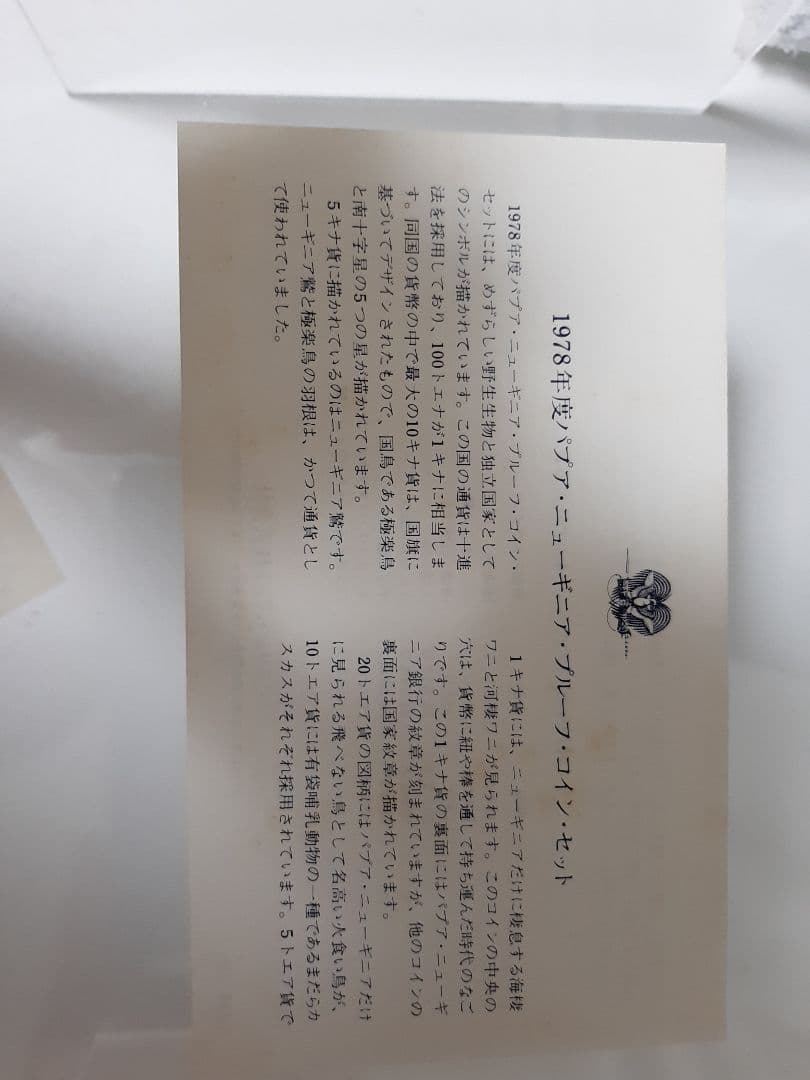 1978年度パプア・ニューギニア・プルーフ・コイン・セット
1978年度パプア・ニューギニア・プルーフ・コイン・
セットには、めずらしい野生生物と独立国家として
のシンボルが描かれています。この国の通貨は十進
法を採用しており、100トエナが1キナに相当しま
す。同国の貨幣の中で最大の10キナ貨は、国旗に
基づいてデザインされたもので、国鳥である極楽鳥
と南十字星の5つの星が描かれています。
5キナ貨に描かれているのはニューギニア鷲です。
ニューギニア鷲と極楽鳥の羽根は、かつて通貨とし
て使われていました。
1キナ貨には、ニューギニアだけに棲息する海棲
ワニと河棲ワニが見られます。このコインの中央の
穴は、貨幣に紐や棒を通して持ち運んだ時代のなご
りです。この1キナ貨の裏面にはパプア・ニューギ
ニア銀行の紋章が刻まれていますが、他のコインの
裏面には国家紋章が描かれています。
20トエア貨の図柄にはパプア・ニューギニアだけ
に見られる飛べない鳥として名高い火食い鳥が、
10トエア貨には有袋哺乳動物の一種であるまだらカ
スカスがそれぞれ採用されています。5トエア貨で